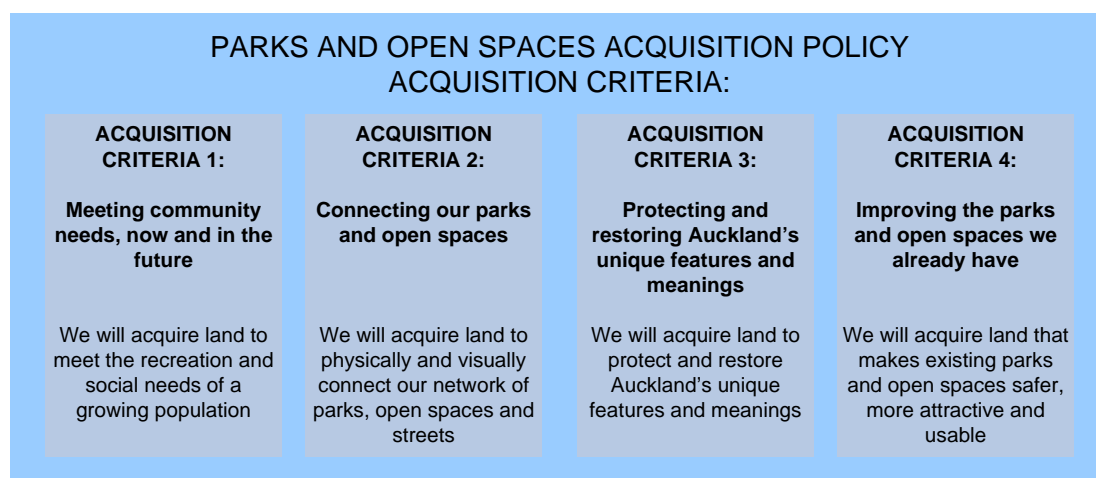 PARKS AND OPEN SPACES ACQUISITION POLICY
ACQUISITION CRITERIA:
ACQUISITION
CRITERIA 1:
Meeting community
needs, now and in the
future
We will acquire land to
meet the recreation and
social needs of a
growing population
ACQUISITION
CRITERIA 2:
Connecting our parks
and open spaces
We will acquire land to
physically and visually
connect our network of
parks, open spaces and
streets
ACQUISITION
CRITERIA 3:
Protecting and
restoring Auckland’s
unique features and
meanings
We will acquire land to
protect and restore
Auckland’s unique
features and meanings
ACQUISITION
CRITERIA 4:
Improving the parks
and open spaces we
already have
We will acquire land that
makes existing parks
and open spaces safer,
more attractive and
usable